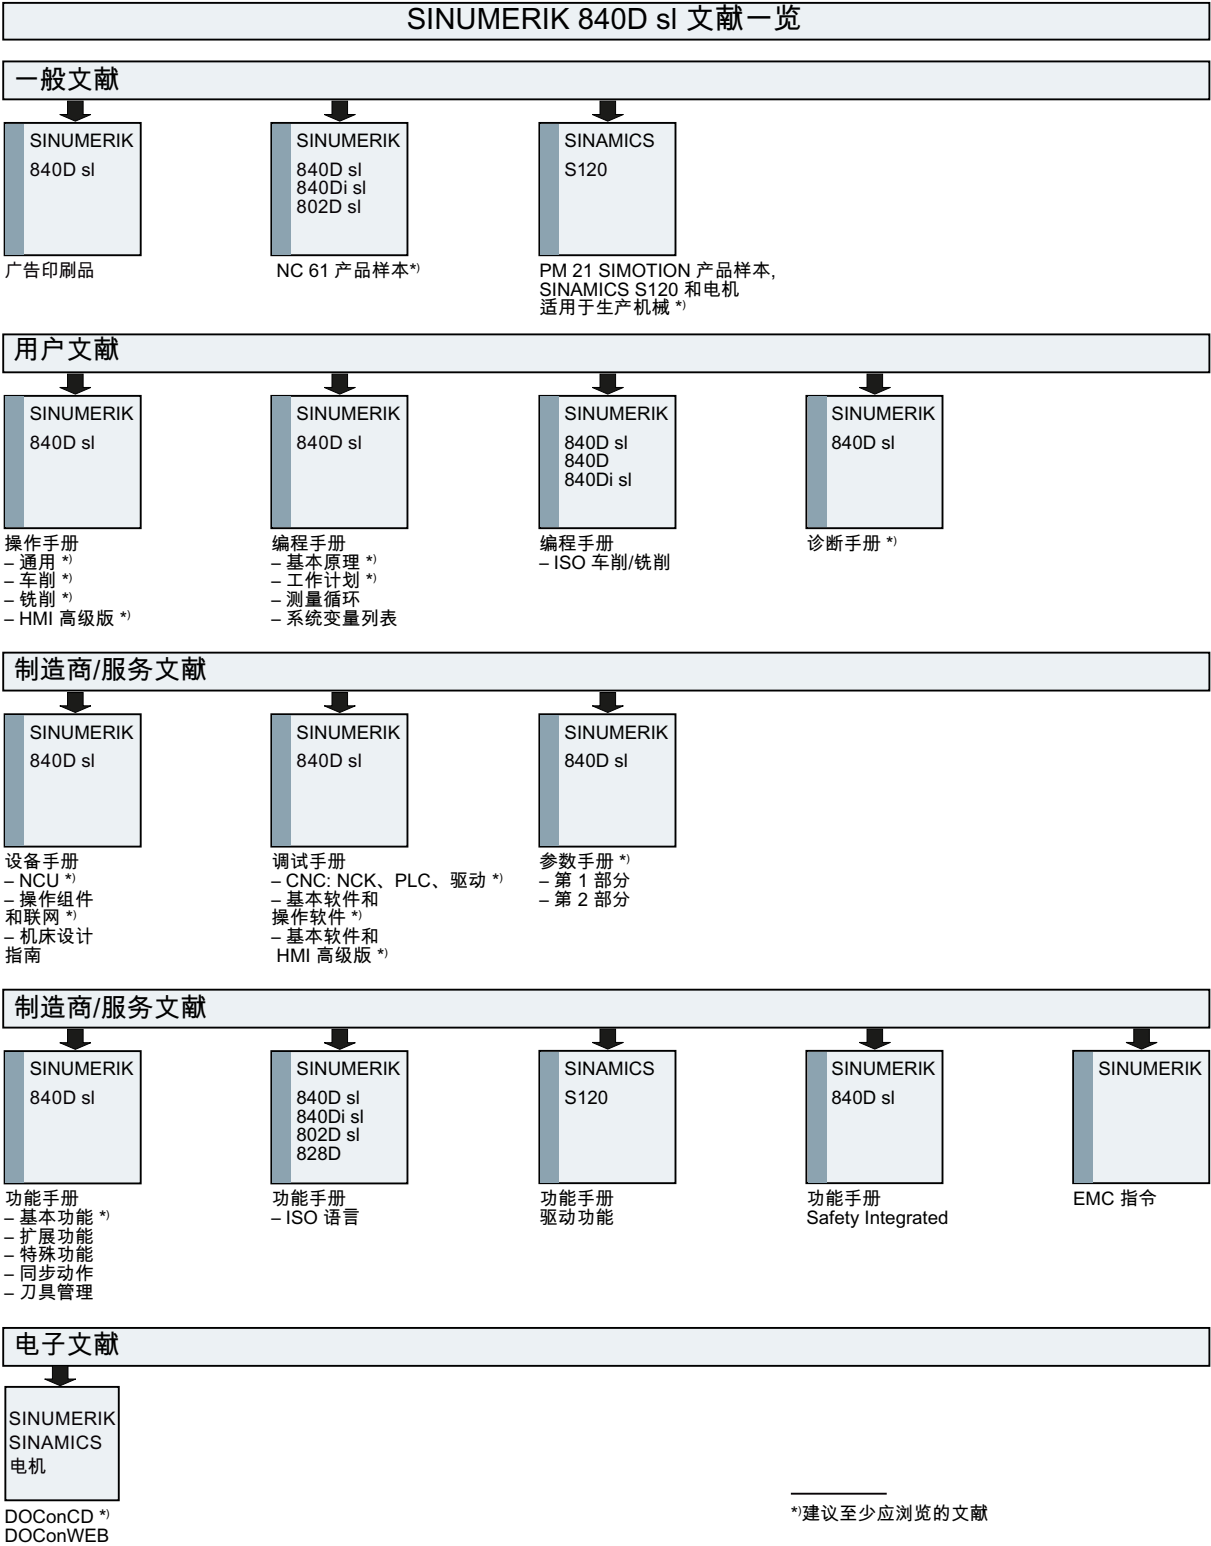 SINUMERIK 840D sl 文献一览
一般文献
SINUMERIK
840D sl
广告印刷品
SINUMERIK
840D sl
840Di sl
802D sl
NC 61 产品样本*)
SINAMICS
S120
PM 21 SIMOTION 产品样本,
SINAMICS S120 和电机
适用于生产机械 *)
用户文献
SINUMERIK
840D sl
操作手册
– 通用 *)
– 车削 *)
– 铣削 *)
– HMI 高级版 *)
SINUMERIK
840D sl
编程手册
– 基本原理 *)
– 工作计划 *)
– 测量循环
– 系统变量列表
SINUMERIK
840D sl
840D
840Di sl
编程手册
– ISO 车削/铣削
SINUMERIK
840D sl
诊断手册 *)
制造商/服务文献
SINUMERIK
840D sl
设备手册
– NCU *)
– 操作组件
和联网 *)
– 机床设计
指南
SINUMERIK
840D sl
调试手册
– CNC: NCK、PLC、驱动 *)
– 基本软件和
操作软件 *)
– 基本软件和
HMI 高级版 *)
SINUMERIK
840D sl
参数手册 *)
– 第 1 部分
– 第 2 部分
制造商/服务文献
SINUMERIK
840D sl
功能手册
– 基本功能 *)
– 扩展功能
– 特殊功能
– 同步动作
– 刀具管理
SINUMERIK
840D sl
840Di sl
802D sl
828D
功能手册
– ISO 语言
SINAMICS
S120
功能手册
驱动功能
SINUMERIK
840D sl
功能手册
Safety Integrated
SINUMERIK
EMC 指令
电子文献
SINUMERIK
SINAMICS
电机
DOConCD *)
DOConWEB
*)建议至少应浏览的文献